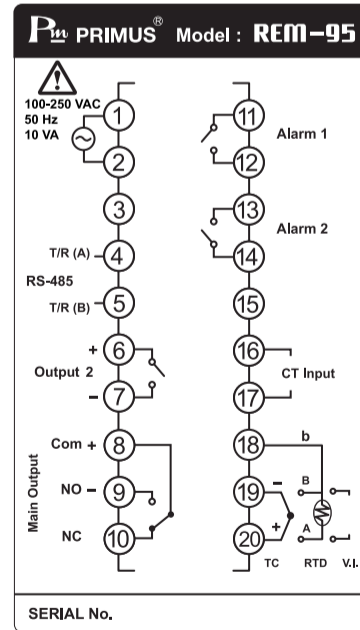 Pm PRIMUS® Model : REM-95
100-250 VAC
50 Hz
10 VA
1
2
3
T/R (A) 4
RS-485
T/R (B) 5
+ 6
Output 2
- 7
Main Output
Com + 8
NO - 9
NC 10
11
Alarm 1
12
13
Alarm 2
14
15
16
CT Input
17
18 b
19 - B
20 + A
TC RTD V.I.
SERIAL No.